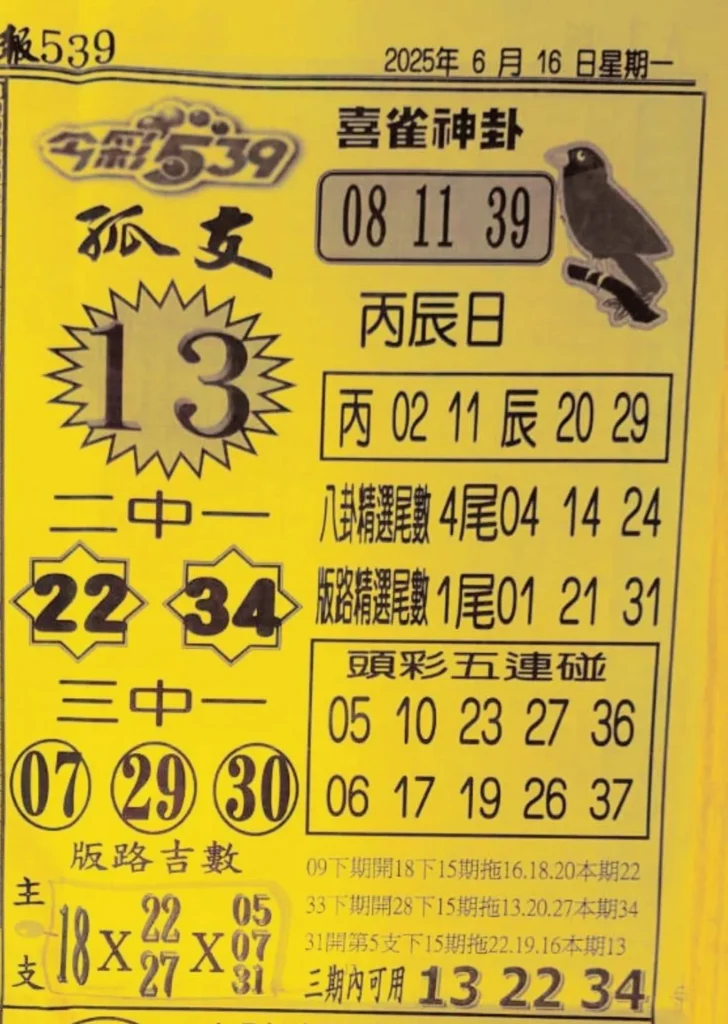 報539
2025年 6 月 16 日星期一
今彩539
孤支
13
二中一
22 34
三中一
07 29 30
版路吉數
主支
18X22 27X05 07 31
喜雀神卦
08 11 39
丙辰日
丙 02 11 辰 20 29
八卦精選尾數 4尾04 14 24
版路精選尾數 1尾01 21 31
頭彩五連碰
05 10 23 27 36
06 17 19 26 37
09下期開18下15期拖16.18.20本期22
33下期開28下15期拖13.20.27本期34
31開第5支下15期拖22.19.16本期13
三期內可用 13 22 34